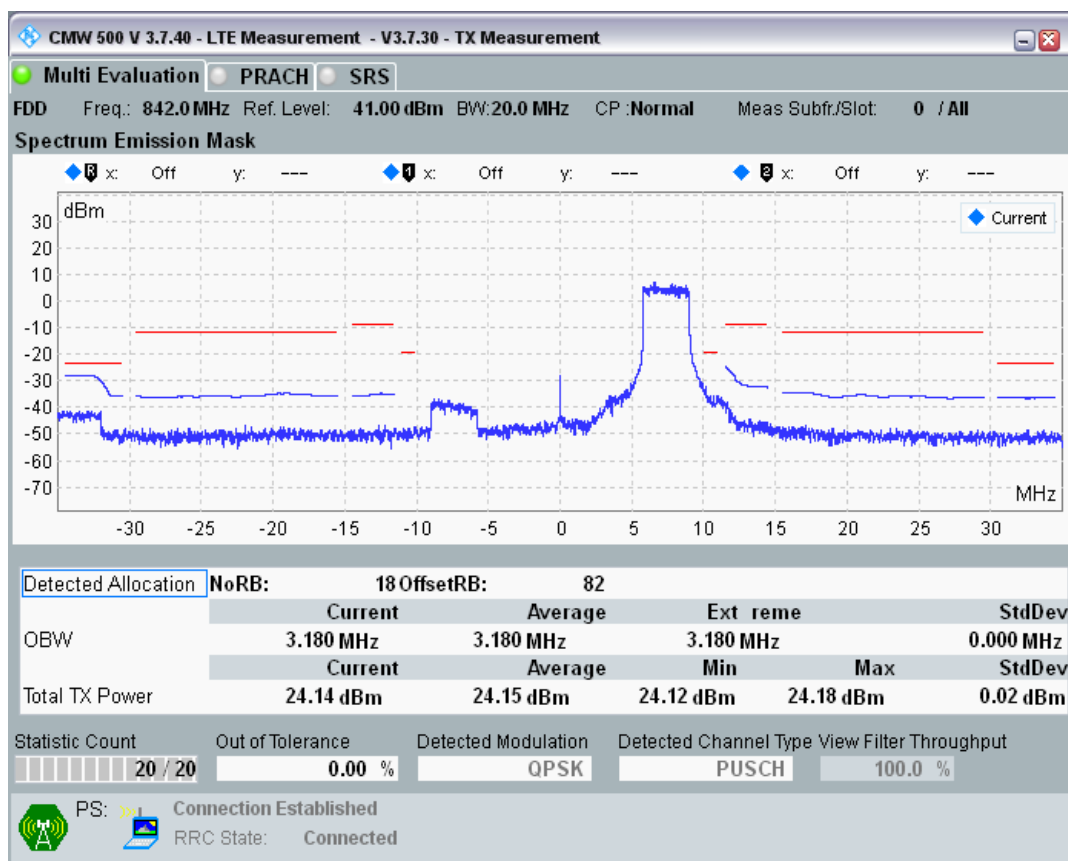 CMW 500 V 3.7.40 - LTE Measurement - V3.7.30 - TX Measurement
Multi Evaluation PRACH SRS
FDD Freq.: 842.0 MHz Ref. Level: 41.00 dBm BW:20.0 MHz CP :Normal Meas Subfr./Slot: 0 / All
Spectrum Emission Mask
R x: Off y: --- 1 x: Off y: --- 2 x: Off y: ---
dBm
Current
30
20
10
0
-10
-20
-30
-40
-50
-60
-70
MHz
-30 -25 -20 -15 -10 -5 0 5 10 15 20 25 30
Detected Allocation NoRB: 18 OffsetRB: 82
Current Average Ext reme StdDev
OBW 3.180 MHz 3.180 MHz 3.180 MHz 0.000 MHz
Current Average Min Max StdDev
Total TX Power 24.14 dBm 24.15 dBm 24.12 dBm 24.18 dBm 0.02 dBm
Statistic Count Out of Tolerance Detected Modulation Detected Channel Type View Filter Throughput
20 / 20 0.00 % QPSK PUSCH 100.0 %
PS: Connection Established
RRC State: Connected